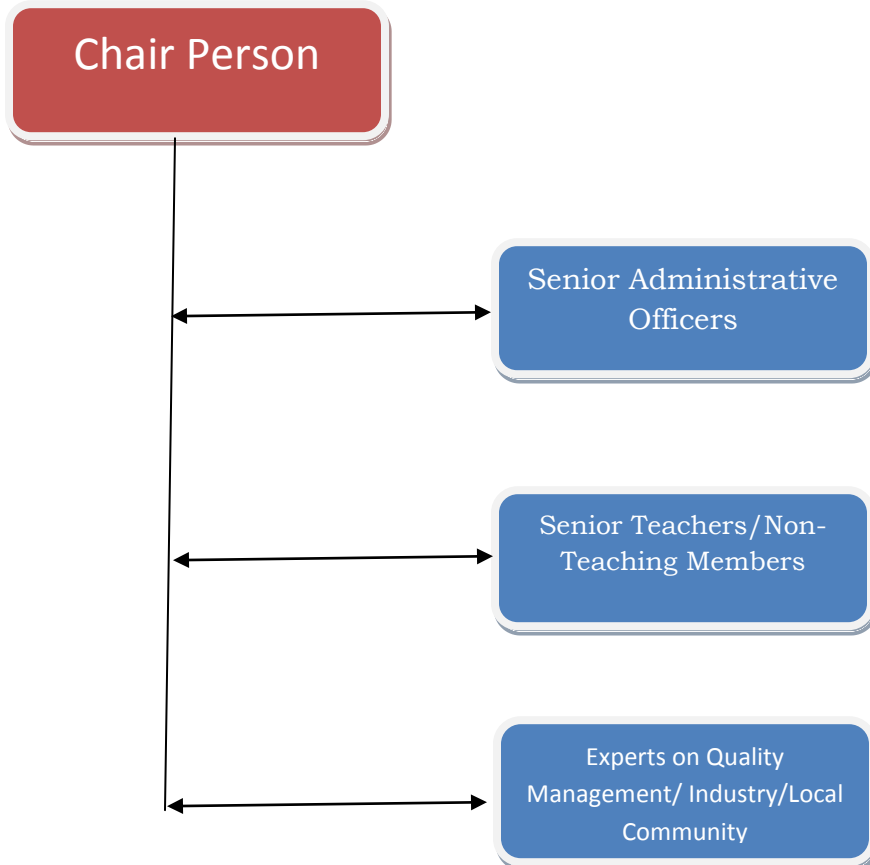 Chair Person
Senior Administrative
Officers
Senior Teachers/Non-
Teaching Members
Experts on Quality
Management/ Industry/Local
Community